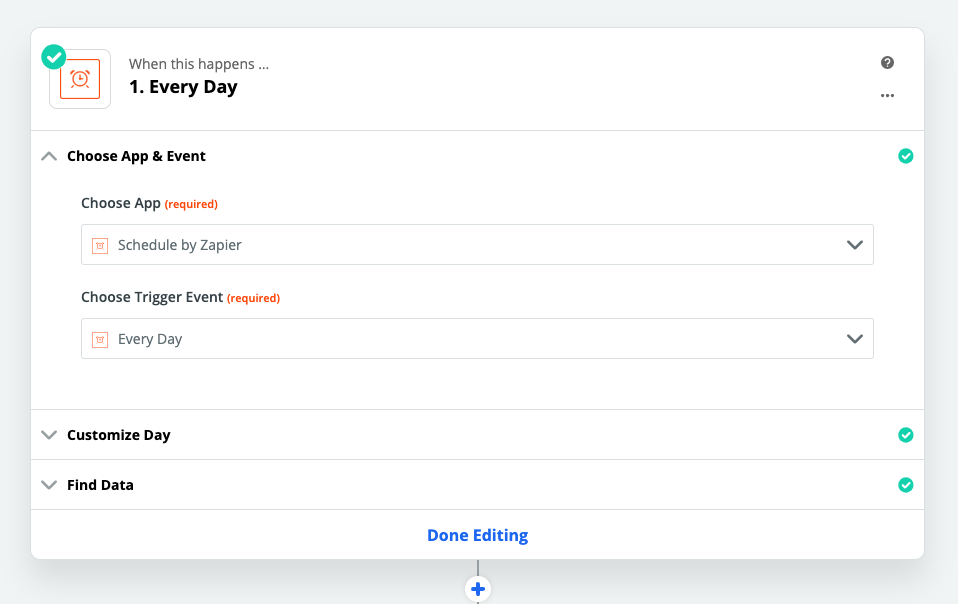 When this happens ...
1. Every Day
Choose App & Event
Choose App (required)
Schedule by Zapier
Choose Trigger Event (required)
Every Day
Customize Day
Find Data
Done Editing